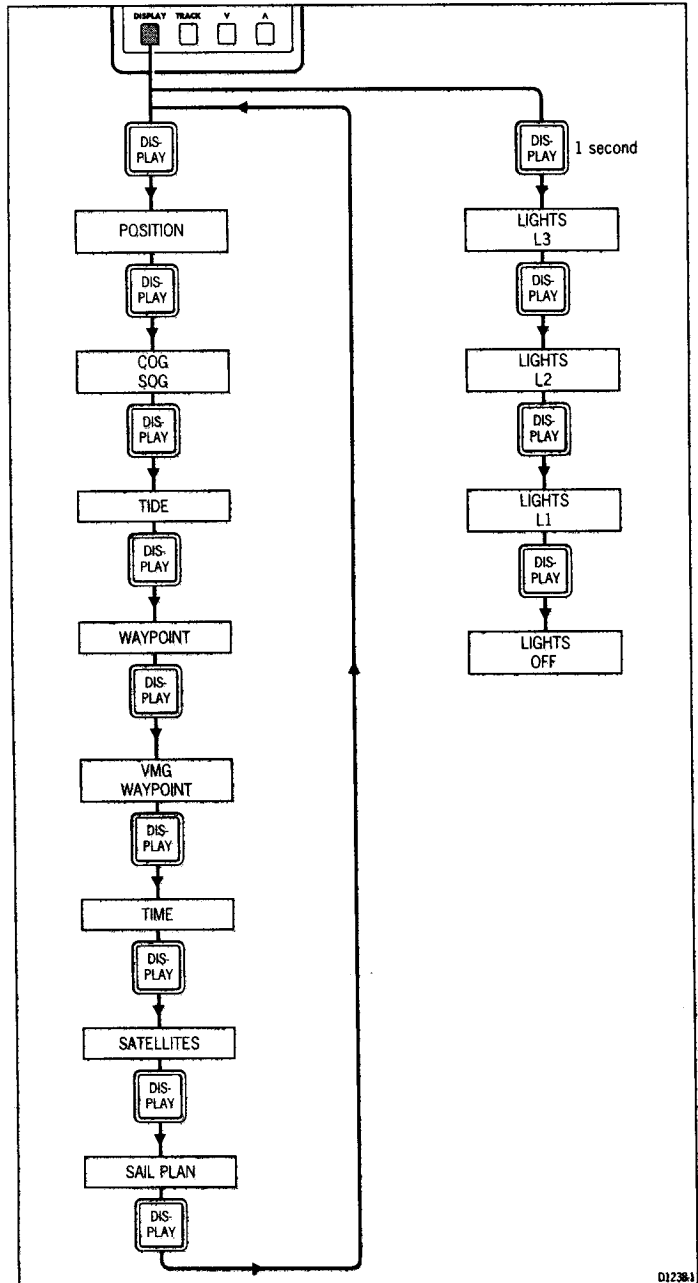 DISPLAY TRACK V Λ
DIS-
PLAY
POSITION
DIS-
PLAY
COG
SOG
DIS-
PLAY
TIDE
DIS-
PLAY
WAYPOINT
DIS-
PLAY
VMG
WAYPOINT
DIS-
PLAY
TIME
DIS-
PLAY
SATELLITES
DIS-
PLAY
SAIL PLAN
DIS-
PLAY
DIS-
PLAY 1 second
LIGHTS
L3
DIS-
PLAY
LIGHTS
L2
DIS-
PLAY
LIGHTS
L1
DIS-
PLAY
LIGHTS
OFF
D1238-1